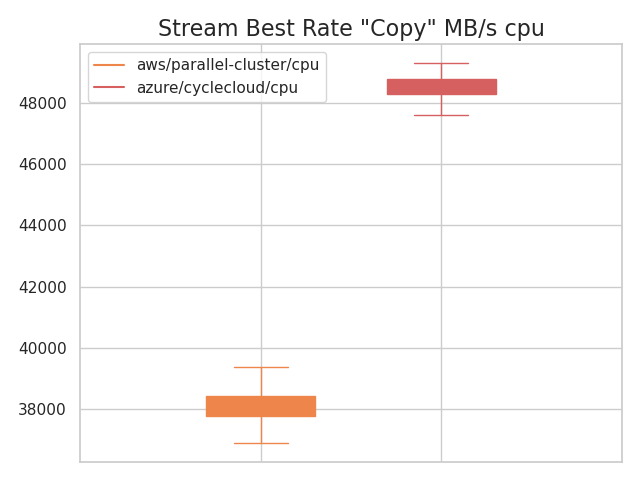 Stream Best Rate "Copy" MB/s cpu
aws/parallel-cluster/cpu
azure/cyclecloud/cpu
48000
46000
44000
42000
40000
38000